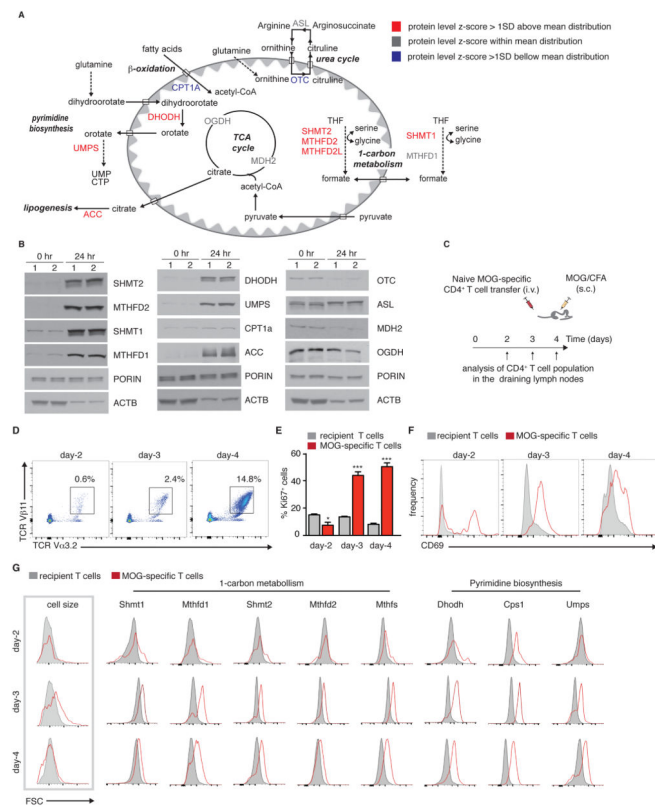 A
protein level z-score > 1SD above mean distribution
protein level z-score within mean distribution
protein level z-score >1SD bellow mean distribution
Arginine ASL Arginosuccinate
ornithine citruline
urea cycle
ornithine OTC citruline
glutamine
fatty acids
β-oxidation
CPT1A
acetyl-CoA
glutamine
dihydroorotate
dihydroorotate
DHODH
pyrimidine
biosynthesis
orotate
orotate
UMPS
UMP
CTP
OGDH
TCA
cycle
MDH2
citrate
acetyl-CoA
lipogenesis
ACC
citrate
pyruvate
pyruvate
THF
SHMT2
MTHFD2
MTHFD2L
serine
glycine
1-carbon
metabolism
formate
THF
SHMT1
MTHFD1
serine
glycine
formate
B
0 hr 24 hr
1 2 1 2
SHMT2
MTHFD2
SHMT1
MTHFD1
PORIN
ACTB
0 hr 24 hr
1 2 1 2
DHODH
UMPS
CPT1a
ACC
PORIN
ACTB
0 hr 24 hr
1 2 1 2
OTC
ASL
MDH2
OGDH
PORIN
ACTB
C
Naive MOG-specific
CD4⁺ T cell transfer (i.v.)
MOG/CFA
(s.c.)
0 2 3 4 Time (days)
analysis of CD4⁺ T cell population
in the draining lymph nodes
D
day-2 day-3 day-4
0.6% 2.4% 14.8%
TCR Vβ11
TCR Vα3.2
E
recipient T cells
MOG-specific T cells
% Ki67⁺ cells
60
40
20
0
* *** ***
day-2 day-3 day-4
F
recipient T cells MOG-specific T cells
day-2 day-3 day-4
frequency
CD69
G
recipient T cells MOG-specific T cells
1-carbon metabolism Pyrimidine biosynthesis
cell size Shmt1 Mthfd1 Shmt2 Mthfd2 Mthfs Dhodh Cps1 Umps
day-2
day-3
day-4
FSC